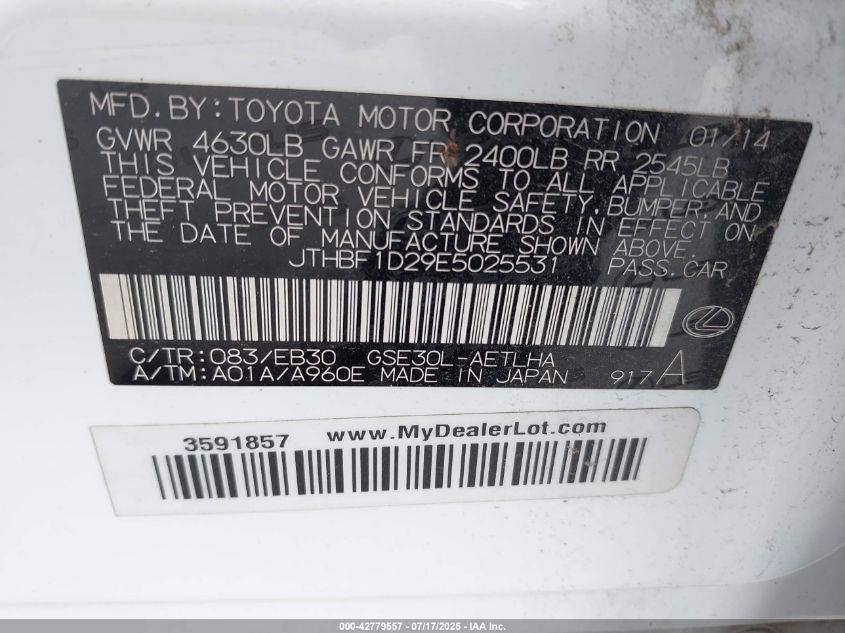 MFD.BY:TOYOTA MOTOR CORPORATION 01/14
GVWR 4630LB GAWR FR 2400LB RR 2545LB
THIS VEHICLE CONFORMS TO ALL APPLICABLE
FEDERAL MOTOR VEHICLE SAFETY,BUMPER,AND
THEFT PREVENTION STANDARDS IN EFFECT ON
THE DATE OF MANUFACTURE SHOWN ABOVE.
JTHBF1D29E5025531 PASS.CAR
C/TR:083/EB30 GSE30L-AETLHA
A/TM:A01A/A960E MADE IN JAPAN 917A
3591857 www.MyDealerLot.com
000-42779557 - 07/17/2025 - IAA Inc.